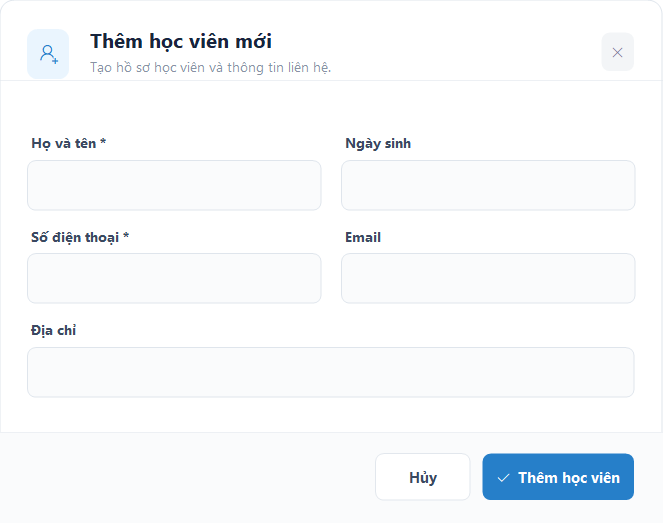 Thêm học viên mới
Tạo hồ sơ học viên và thông tin liên hệ.
Họ và tên *
Ngày sinh
Số điện thoại *
Email
Địa chỉ
Hủy
Thêm học viên